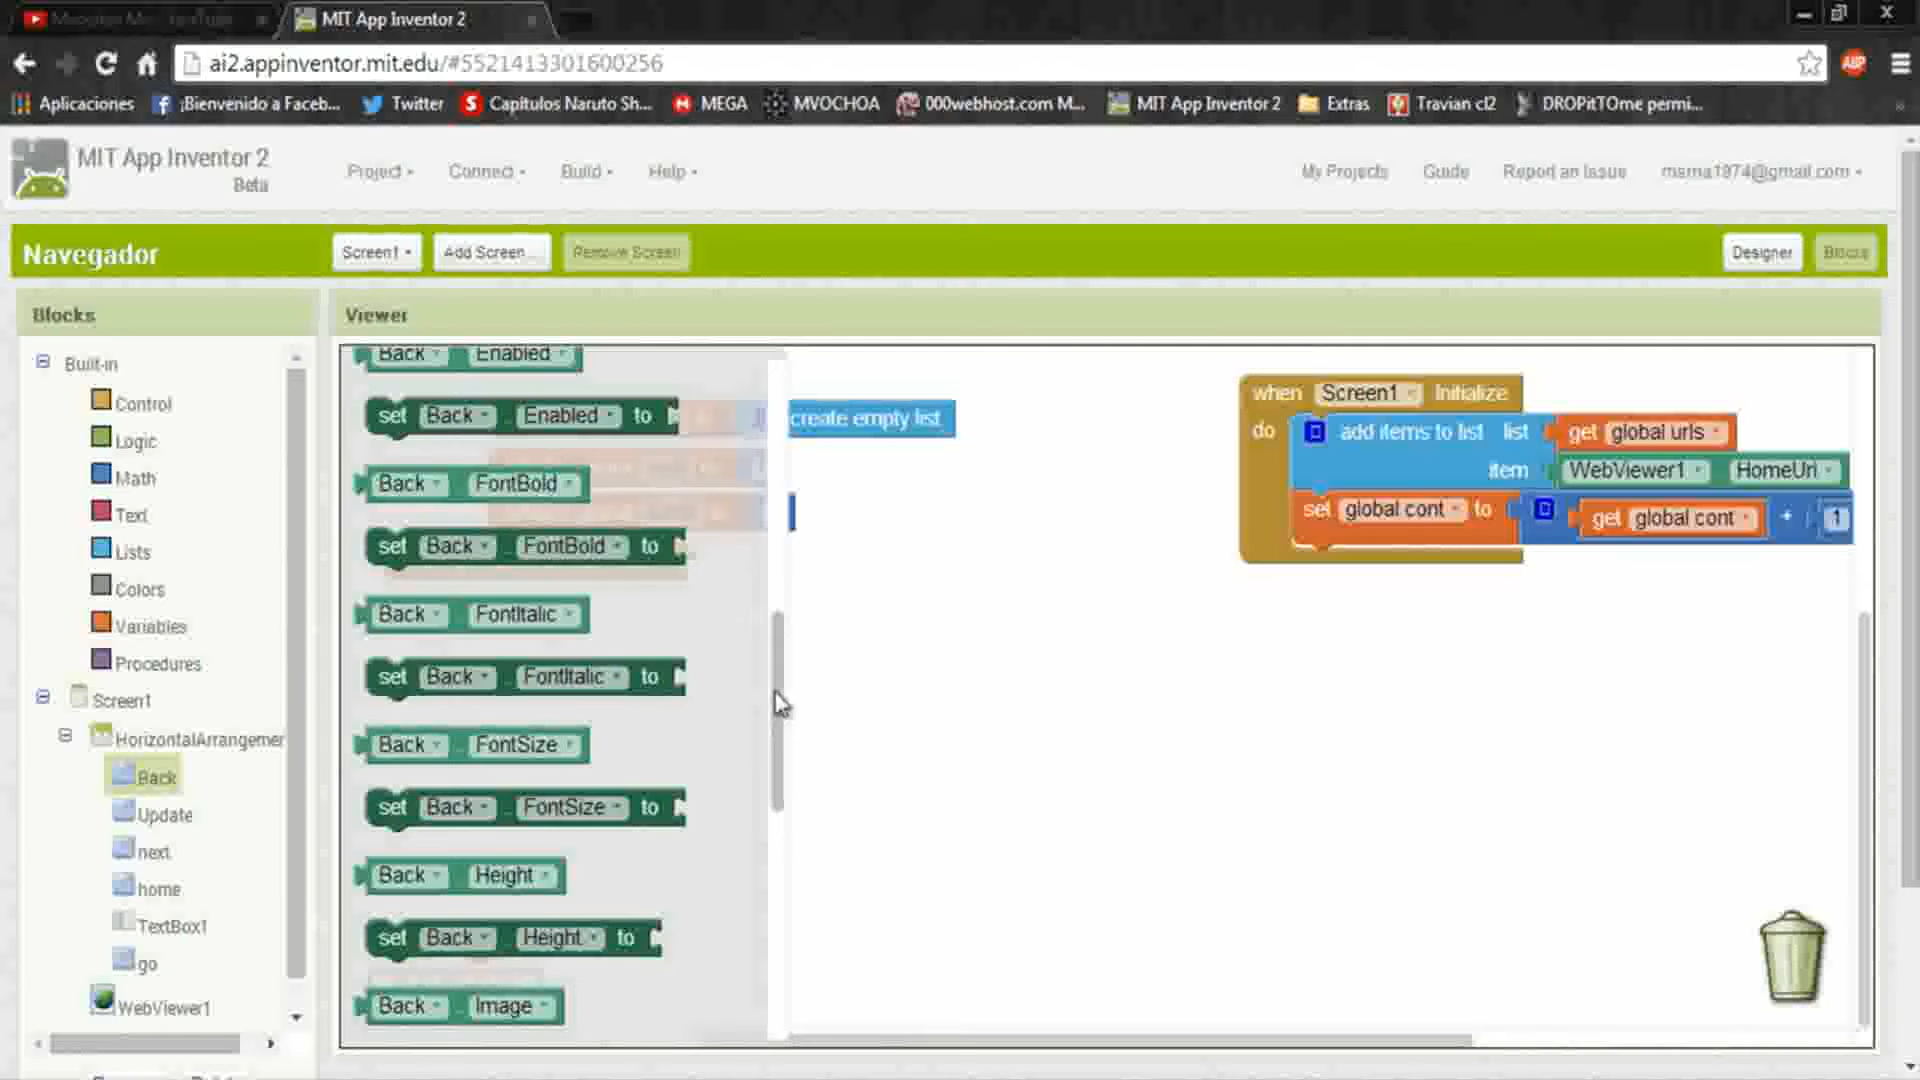 MIT App Inventor 2
ai2.appinventor.mit.edu/#5521413301600256
ABP
Aplicaciones
¡Bienvenido a Faceb...
Twitter
Capítulos Naruto Sh...
MEGA
MVOCHOA
000webhost.com M...
MIT App Inventor 2
Extras
Travian cl2
DROPitTOme permi...
MIT App Inventor 2
Beta
Project
Connect
Build
Help
My Projects
Guide
Report an Issue
msma1974@gmail.com
Navegador
Screen1
Add Screen ...
Remove Screen
Designer
Blocks
Blocks
Viewer
Built-in
Control
Logic
Math
Text
Lists
Colors
Variables
Procedures
Screen1
HorizontalArrangemer
Back
Update
next
home
TextBox1
go
WebViewer1
Back . Enabled
set Back . Enabled to
Back . FontBold
set Back . FontBold to
Back . FontItalic
set Back . FontItalic to
Back . FontSize
set Back . FontSize to
Back . Height
set Back . Height to
Back . Image
create empty list
when Screen1 . Initialize
do add items to list list get global urls
item WebViewer1 . HomeUrl
set global cont to get global cont + 1